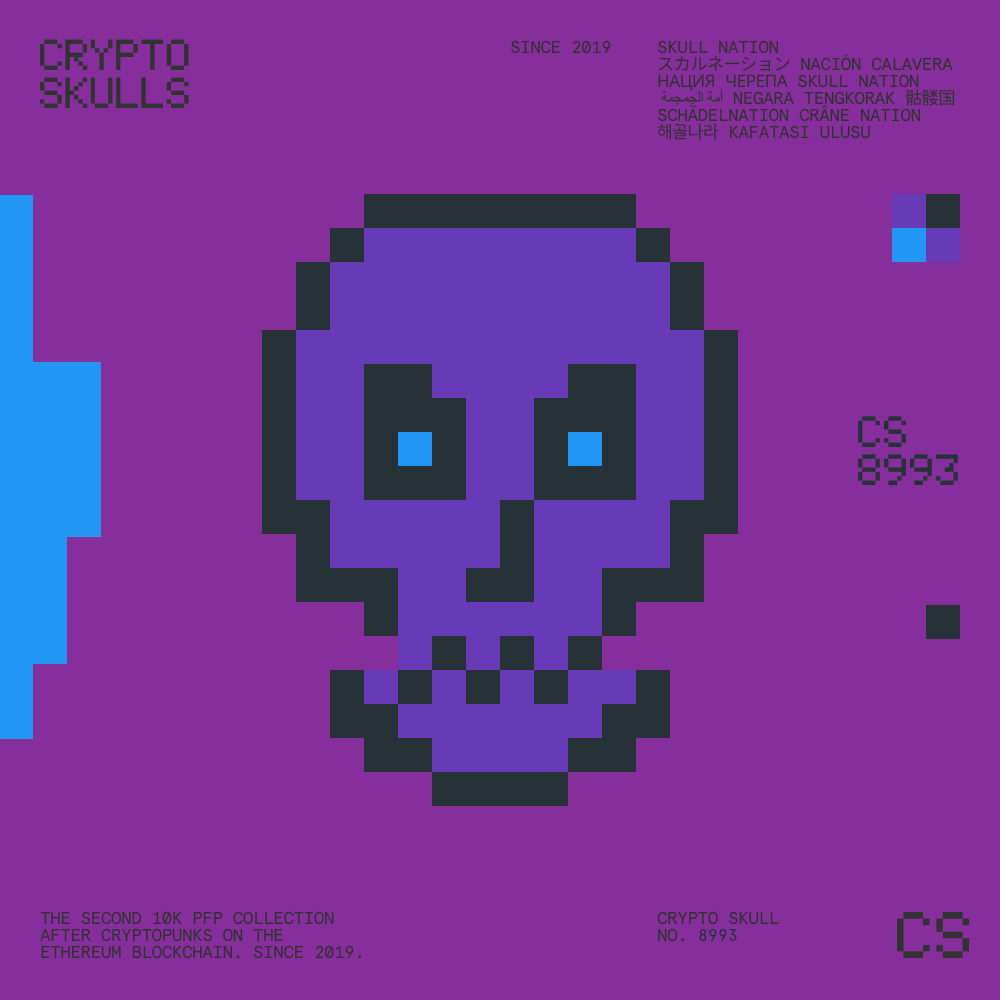 CRYPTO
SKULLS
SINCE 2019
SKULL NATION
スカルネーション NACIÓN CALAVERA
НАЦИЯ ЧЕРЕПА SKULL NATION
أمة الجمجمة NEGARA TENGKORAK 骷髅国
SCHÄDELNATION CRÂNE NATION
해골나라 KAFATASI ULUSU
CS
8993
THE SECOND 10K PFP COLLECTION
AFTER CRYPTOPUNKS ON THE
ETHEREUM BLOCKCHAIN. SINCE 2019.
CRYPTO SKULL
NO. 8993
CS